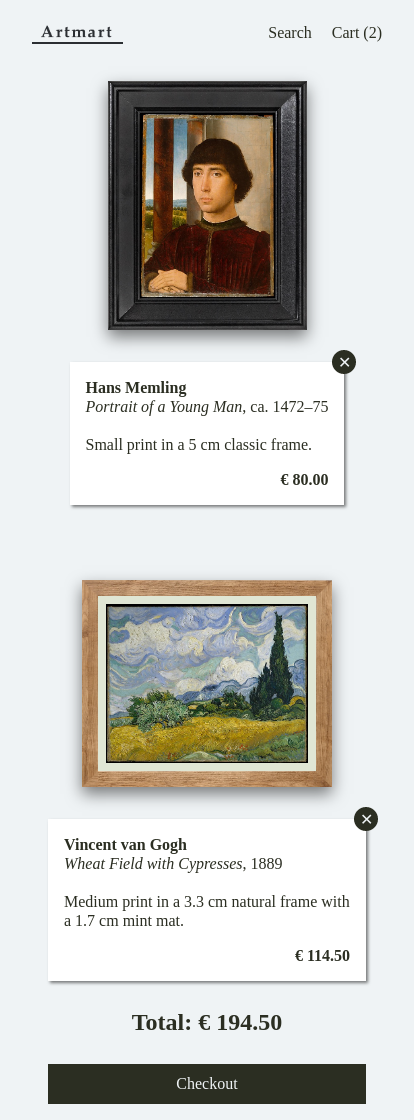 Artmart
Search
Cart (2)
✕
Hans Memling
Portrait of a Young Man, ca. 1472–75
Small print in a 5 cm classic frame.
€ 80.00
✕
Vincent van Gogh
Wheat Field with Cypresses, 1889
Medium print in a 3.3 cm natural frame with
a 1.7 cm mint mat.
€ 114.50
Total: € 194.50
Checkout